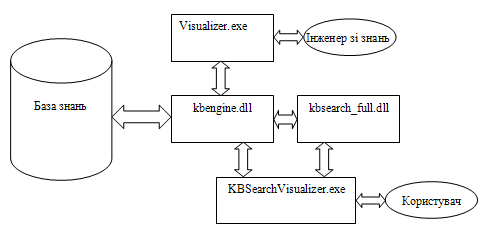 Visualizer.exe
Інженер зі знань
База знань
kbengine.dll
kbsearch_full.dll
KBSearchVisualizer.exe
Користувач